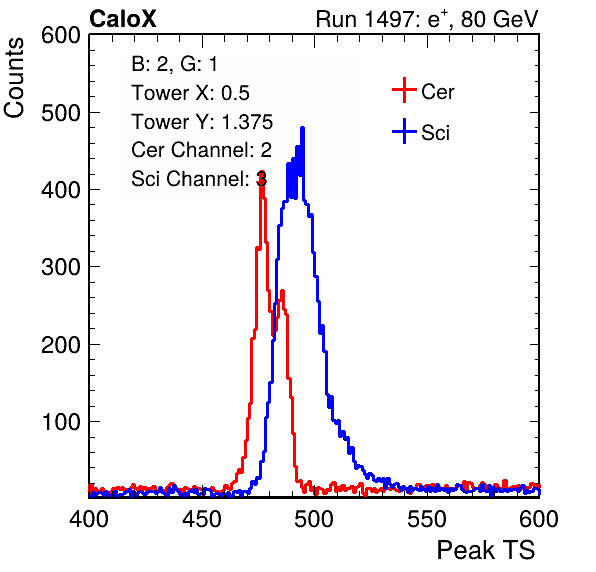 CaloX Run 1497: e+, 80 GeV
Counts
600
500
400
300
200
100
B: 2, G: 1
Tower X: 0.5
Tower Y: 1.375
Cer Channel: 2
Sci Channel: 3
Cer
Sci
400 450 500 550 600
Peak TS